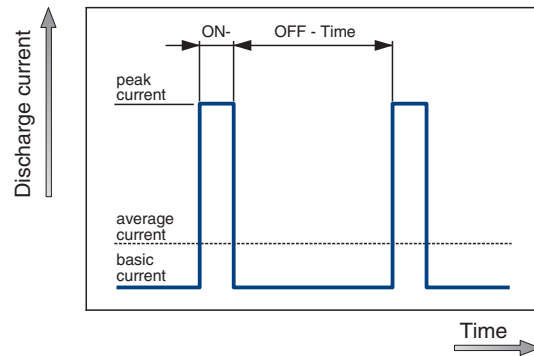 Discharge current
ON-
OFF - Time
peak
current
average
current
basic
current
Time